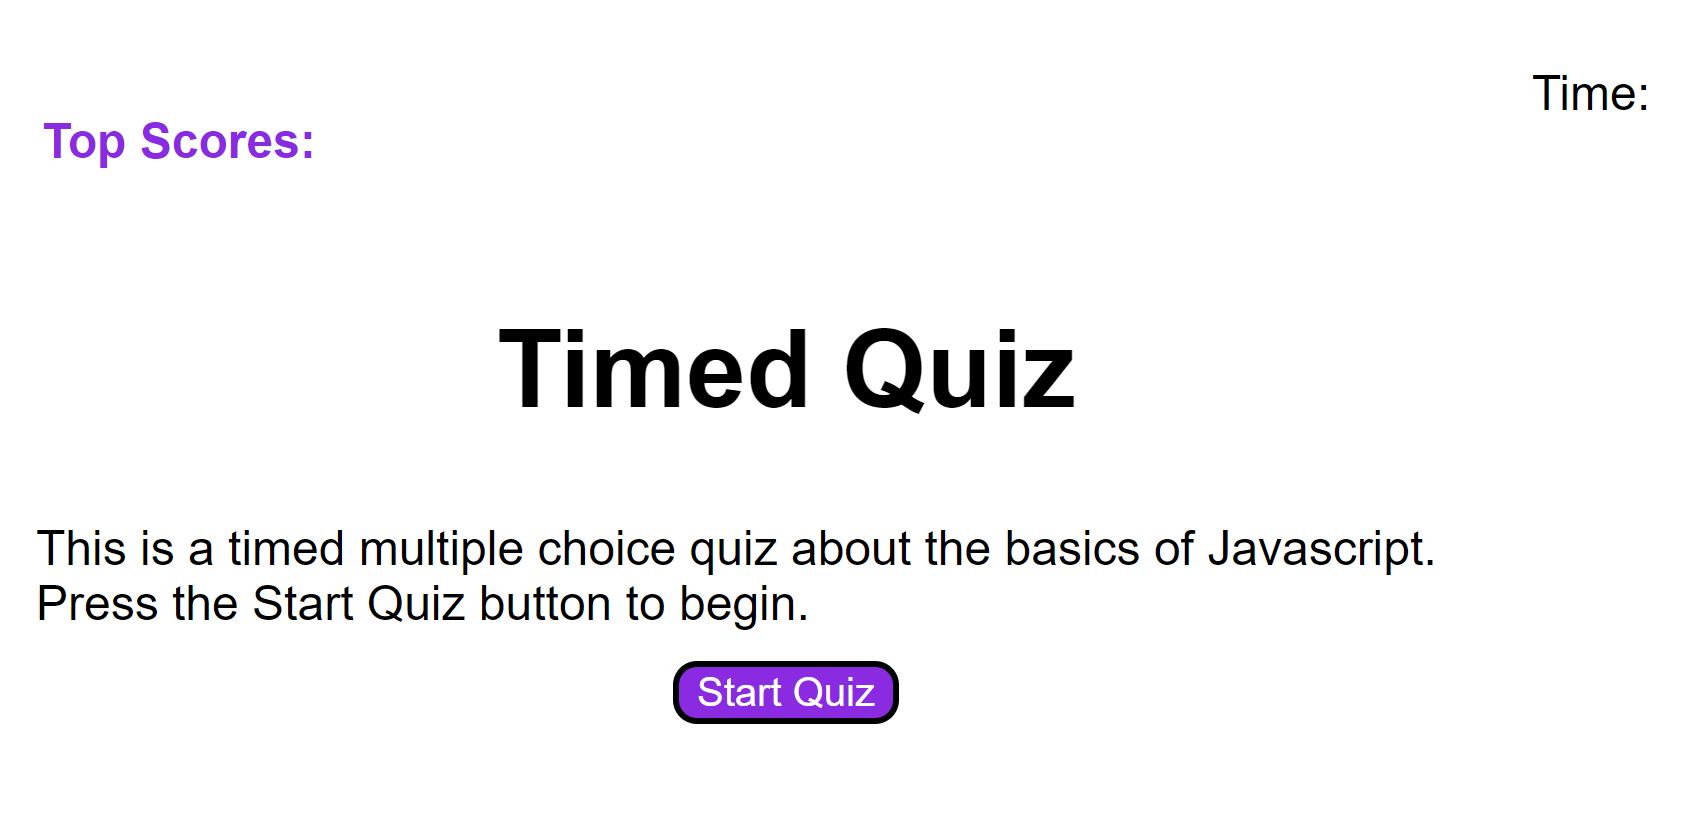 Time:
Top Scores:
Timed Quiz
This is a timed multiple choice quiz about the basics of Javascript.
Press the Start Quiz button to begin.
Start Quiz